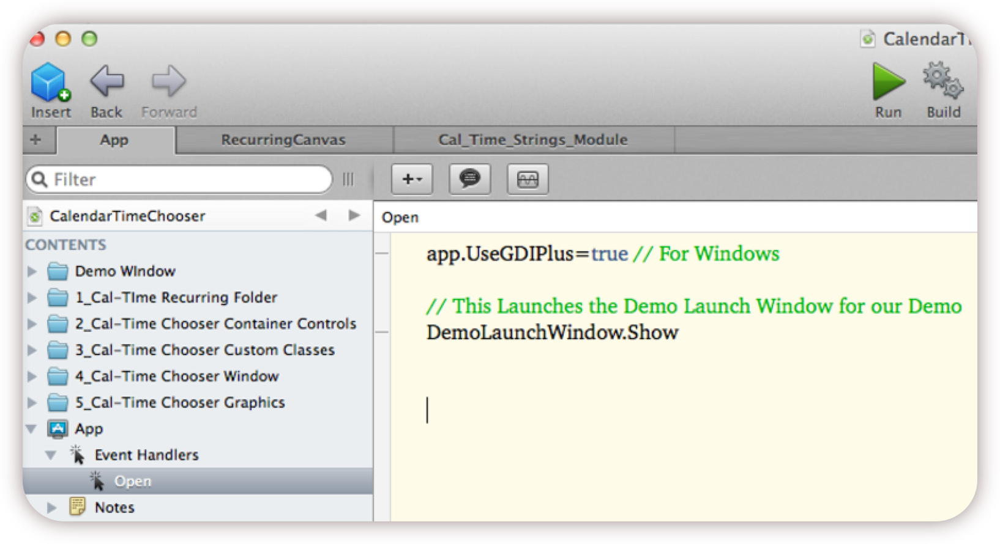 CalendarTi
Insert Back Forward Run Build
+ App RecurringCanvas Cal_Time_Strings_Module
Filter
CalendarTimeChooser
Open
CONTENTS
Demo WIndow
1_Cal-TIme Recurring Folder
2_Cal-Time Chooser Container Controls
3_Cal-Time Chooser Custom Classes
4_Cal-Time Chooser Window
5_Cal-Time Chooser Graphics
App
Event Handlers
Open
Notes
app.UseGDIPlus=true // For Windows
// This Launches the Demo Launch Window for our Demo
DemoLaunchWindow.Show